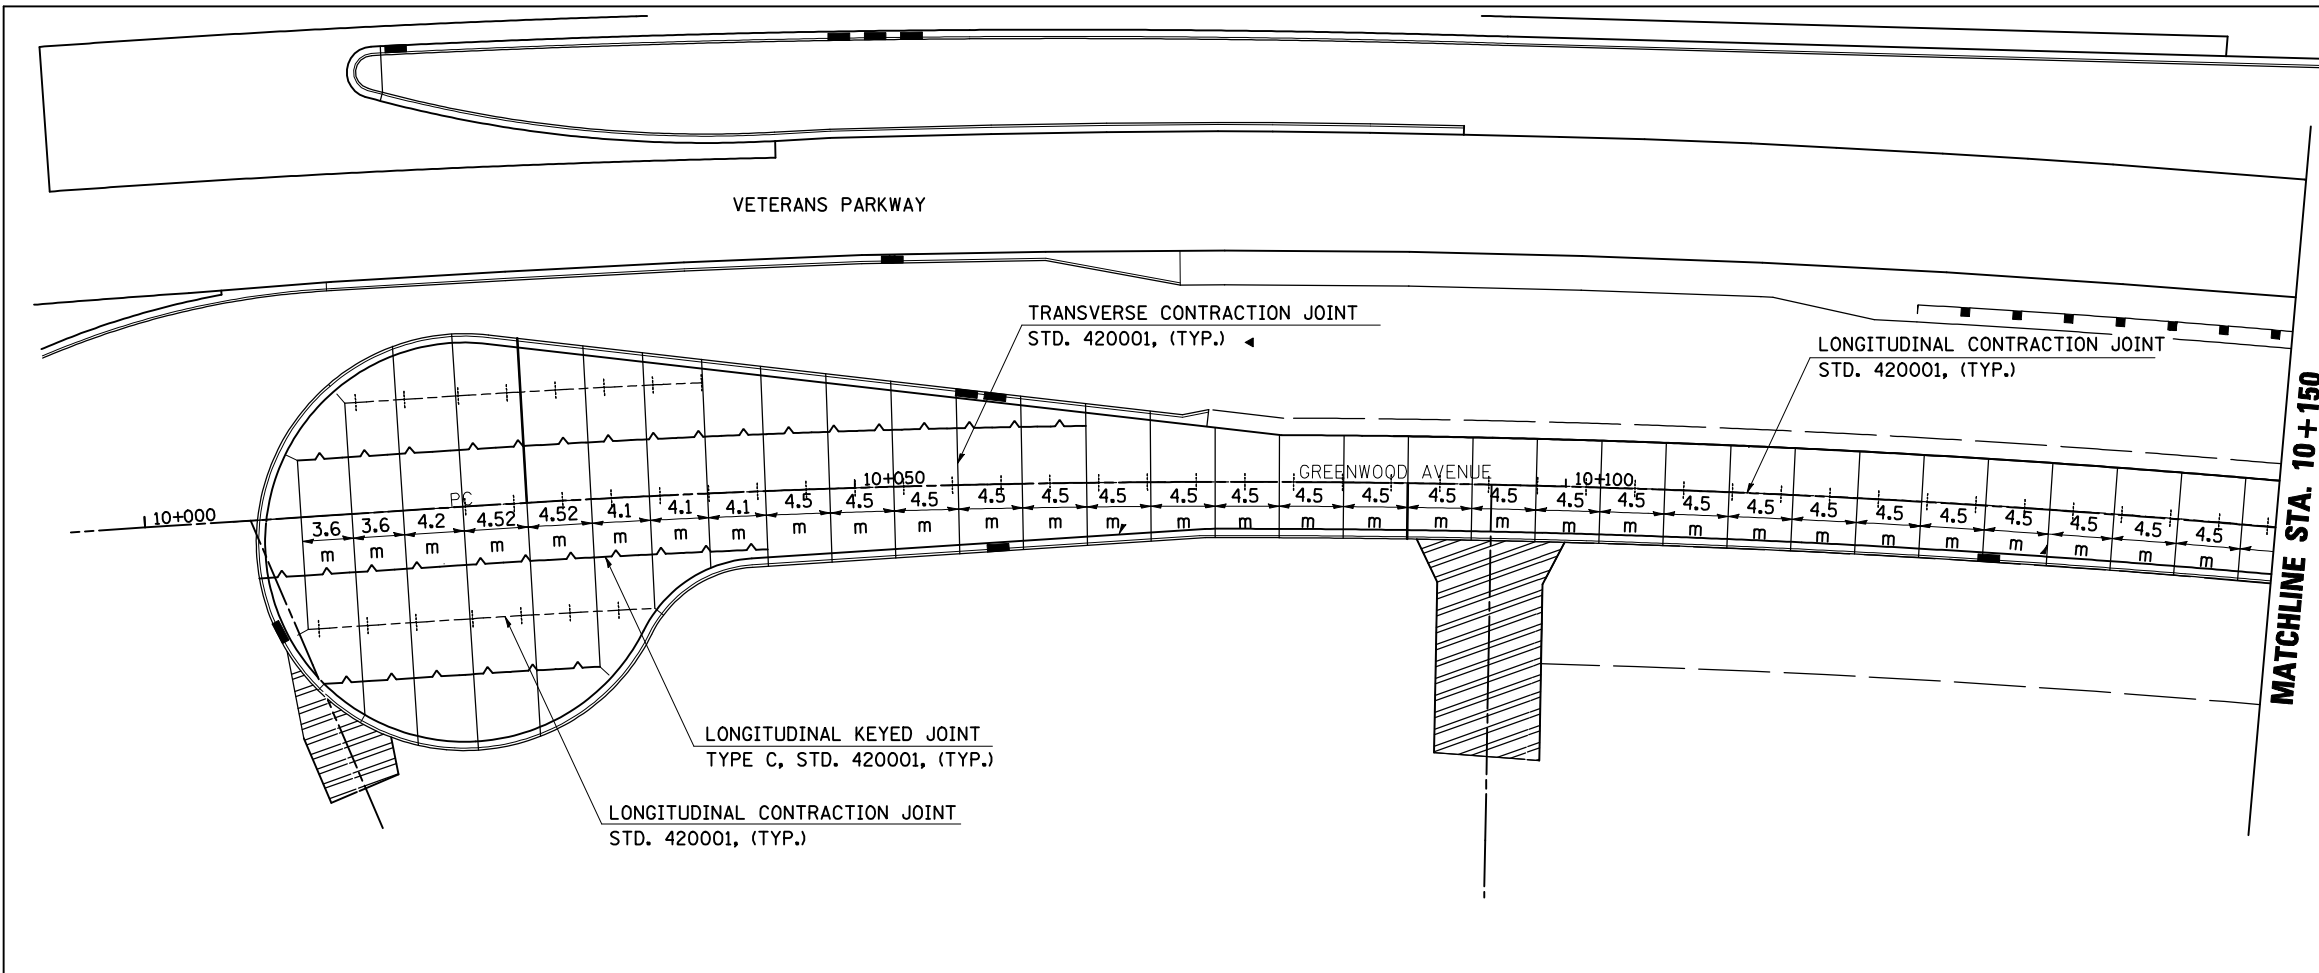 VETERANS PARKWAY
TRANSVERSE CONTRACTION JOINT
STD. 420001, (TYP.)
LONGITUDINAL CONTRACTION JOINT
STD. 420001, (TYP.)
MATCHLINE STA. 10+150
GREENWOOD AVENUE
PC
10+000
10+050
10+100
3.6 3.6 4.2 4.52 4.52 4.1 4.1 4.1 4.5 4.5 4.5 4.5 4.5 4.5 4.5 4.5 4.5 4.5 4.5 4.5 4.5 4.5 4.5 4.5 4.5 4.5 4.5 4.5 4.5 4.5 4.5
m m m m m m m m m m m m m m m m m m m m m m m m m m m m m m m
LONGITUDINAL KEYED JOINT
TYPE C, STD. 420001, (TYP.)
LONGITUDINAL CONTRACTION JOINT
STD. 420001, (TYP.)